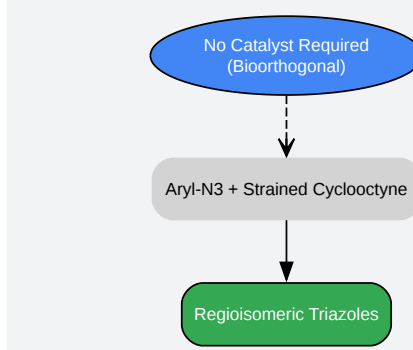 No Catalyst Required
(Bioorthogonal)
Aryl-N3 + Strained Cyclooctyne
Regioisomeric Triazoles